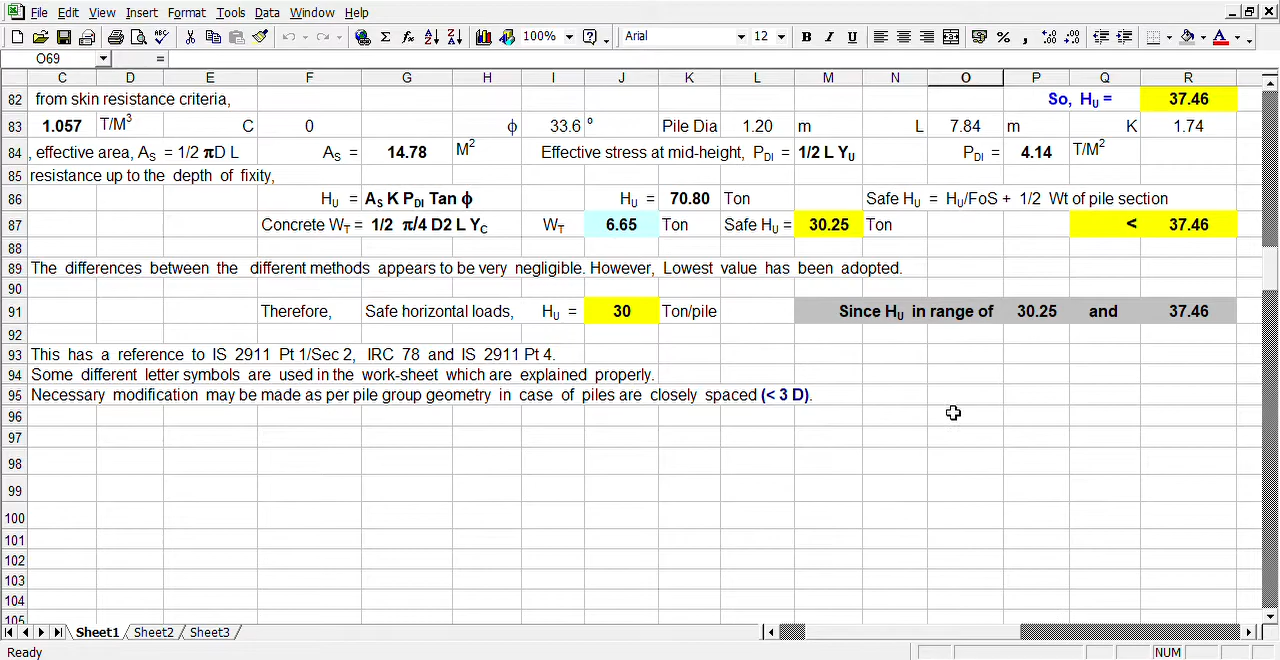 File Edit View Insert Format Tools Data Window Help
100% Arial 12 B I U
O69 =
C D E F G H I J K L M N O P Q R
82 from skin resistance criteria, So, HU = 37.46
83 1.057 T/M3 C 0 ϕ 33.6 º Pile Dia 1.20 m L 7.84 m K 1.74
84 , effective area, AS = 1/2 πD L AS = 14.78 M2 Effective stress at mid-height, PDI = 1/2 L YU PDI = 4.14 T/M2
85 resistance up to the depth of fixity,
86 HU = AS K PDI Tan ϕ HU = 70.80 Ton Safe HU = HU/FoS + 1/2 Wt of pile section
87 Concrete WT = 1/2 π/4 D2 L YC WT 6.65 Ton Safe HU = 30.25 Ton < 37.46
88
89 The differences between the different methods appears to be very negligible. However, Lowest value has been adopted.
90
91 Therefore, Safe horizontal loads, HU = 30 Ton/pile Since HU in range of 30.25 and 37.46
92
93 This has a reference to IS 2911 Pt 1/Sec 2, IRC 78 and IS 2911 Pt 4.
94 Some different letter symbols are used in the work-sheet which are explained properly.
95 Necessary modification may be made as per pile group geometry in case of piles are closely spaced (< 3 D).
96
97
98
99
100
101
102
103
104
105
Sheet1 Sheet2 Sheet3
Ready NUM